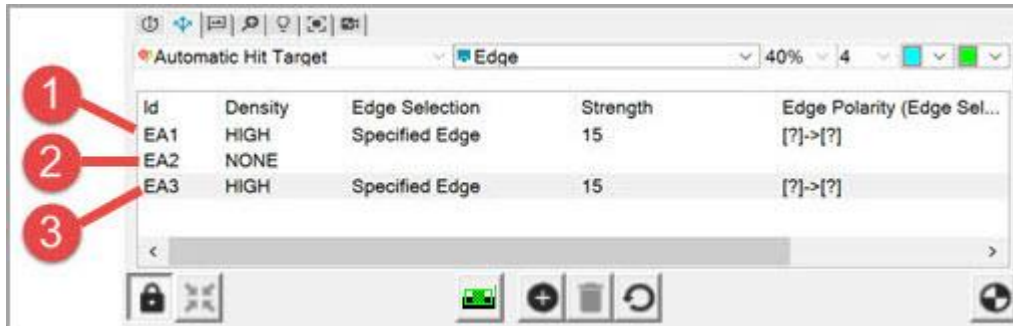 Automatic Hit Target Edge 40% 4
Id Density Edge Selection Strength Edge Polarity (Edge Sel...
1 EA1 HIGH Specified Edge 15 [?]->[?]
2 EA2 NONE
3 EA3 HIGH Specified Edge 15 [?]->[?]